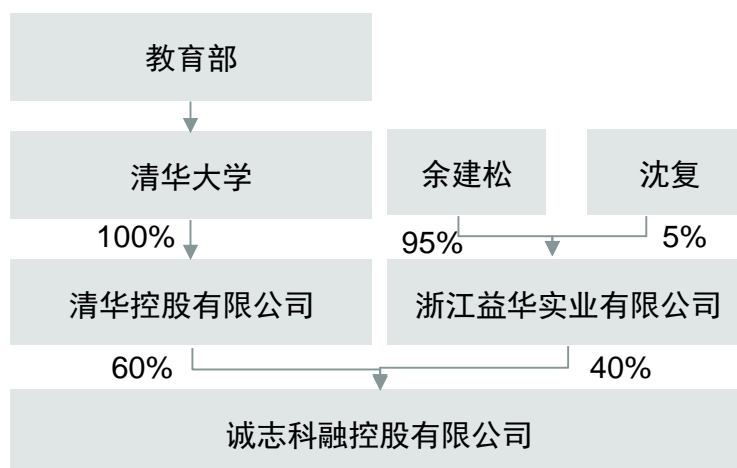 教育部
清华大学
余建松
沈复
100%
95%
5%
清华控股有限公司
浙江益华实业有限公司
60%
40%
诚志科融控股有限公司